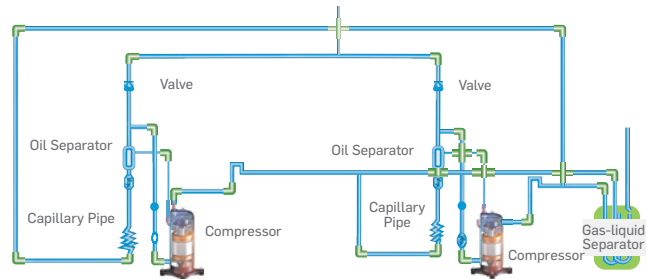 Valve
Valve
Oil Separator
Oil Separator
Capillary Pipe
Capillary
Pipe
Compressor
Compressor
Gas-liquid
Separator